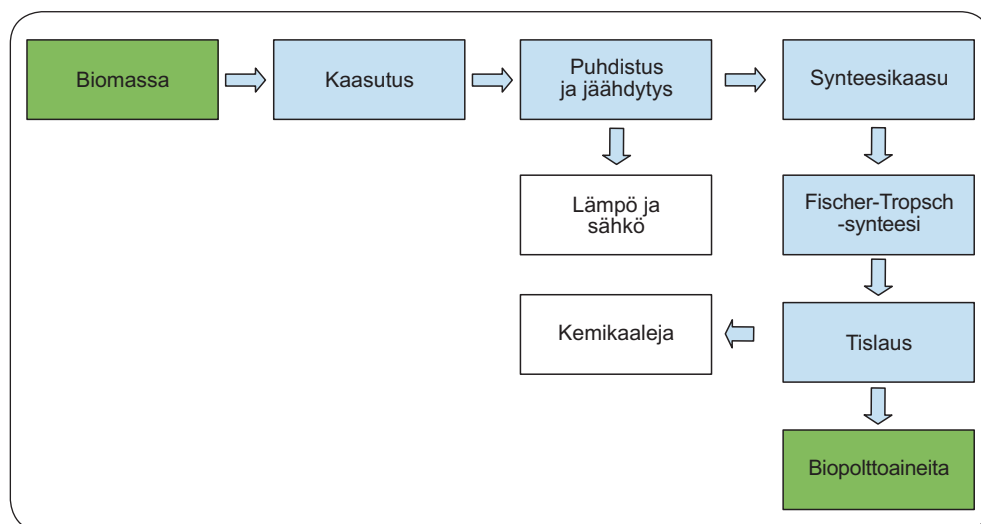 Biomassa
Kaasutus
Puhdistus
ja jäähdytys
Synteesikaasu
Lämpö ja
sähkö
Fischer-Tropsch
-synteesi
Kemikaaleja
Tislaus
Biopolttoaineita